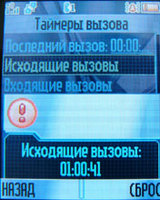 Таймеры вызова
Последний вызов: 00:00:
Исходящие вызовы
Входящие вызовы
Исходящие вызовы:
01:00:41
НАЗАД СБРОС